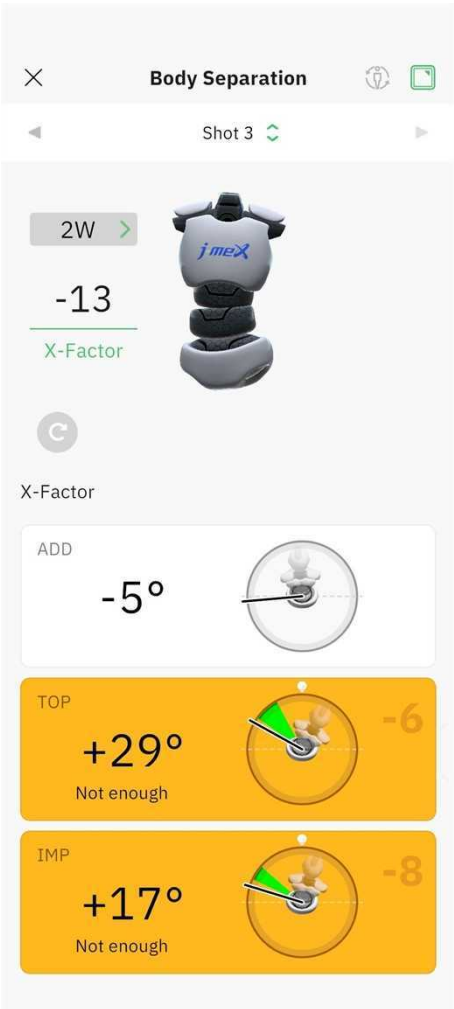 Body Separation
Shot 3
2W
-13
X-Factor
jmeX
X-Factor
ADD
-5°
TOP
-6
+29°
Not enough
IMP
-8
+17°
Not enough